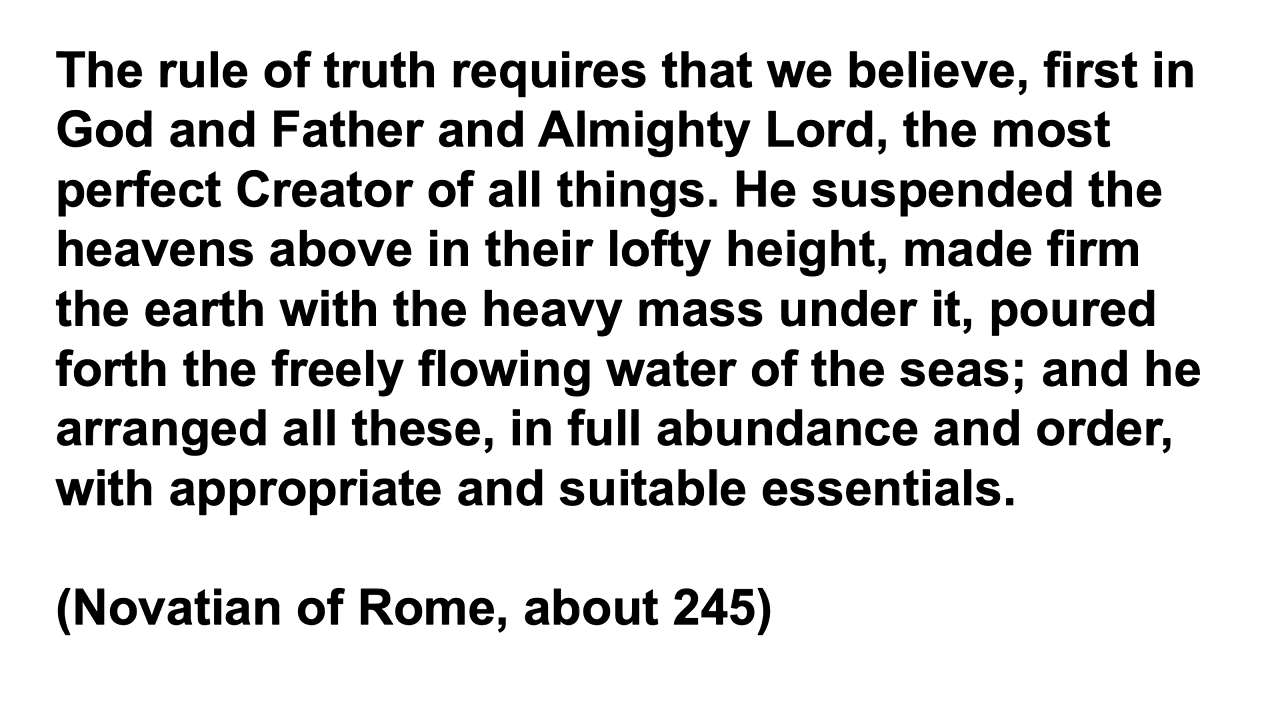 The rule of truth requires that we believe, first in
God and Father and Almighty Lord, the most
perfect Creator of all things. He suspended the
heavens above in their lofty height, made firm
the earth with the heavy mass under it, poured
forth the freely flowing water of the seas; and he
arranged all these, in full abundance and order,
with appropriate and suitable essentials.
(Novatian of Rome, about 245)